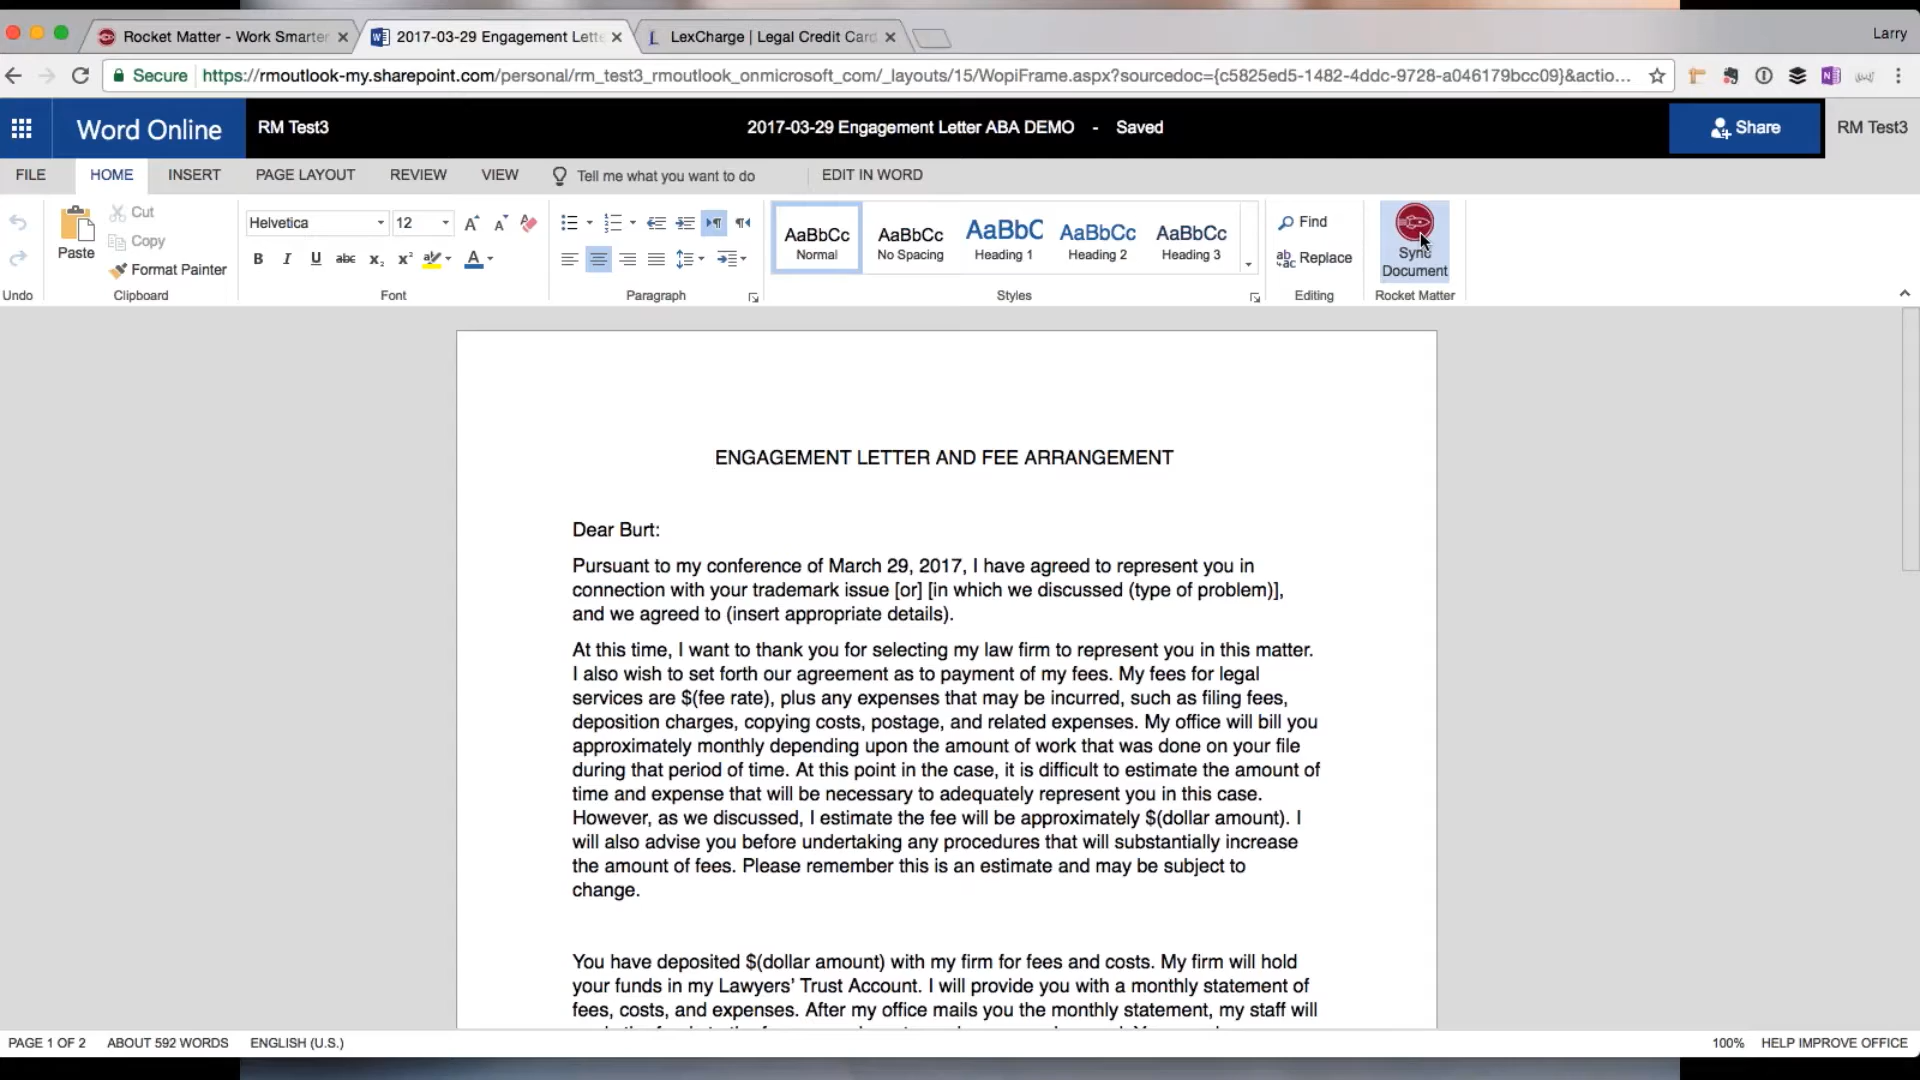 Rocket Matter - Work Smarter
2017-03-29 Engagement Lette
LexCharge | Legal Credit Card
Larry
Secure https://rmoutlook-my.sharepoint.com/personal/rm_test3_rmoutlook_onmicrosoft_com/_layouts/15/WopiFrame.aspx?sourcedoc={c5825ed5-1482-4ddc-9728-a046179bcc09}&actio...
Word Online RM Test3 2017-03-29 Engagement Letter ABA DEMO - Saved Share RM Test3
FILE HOME INSERT PAGE LAYOUT REVIEW VIEW Tell me what you want to do EDIT IN WORD
Paste
Cut
Copy
Format Painter
Helvetica 12
B I U abc x₂ x² A
AaBbCc AaBbCc AaBbC AaBbCc AaBbCc
Normal No Spacing Heading 1 Heading 2 Heading 3
Find
Replace
Sync
Document
Undo Clipboard Font Paragraph Styles Editing Rocket Matter
ENGAGEMENT LETTER AND FEE ARRANGEMENT
Dear Burt:
Pursuant to my conference of March 29, 2017, I have agreed to represent you in
connection with your trademark issue [or] [in which we discussed (type of problem)],
and we agreed to (insert appropriate details).
At this time, I want to thank you for selecting my law firm to represent you in this matter.
I also wish to set forth our agreement as to payment of my fees. My fees for legal
services are $(fee rate), plus any expenses that may be incurred, such as filing fees,
deposition charges, copying costs, postage, and related expenses. My office will bill you
approximately monthly depending upon the amount of work that was done on your file
during that period of time. At this point in the case, it is difficult to estimate the amount of
time and expense that will be necessary to adequately represent you in this case.
However, as we discussed, I estimate the fee will be approximately $(dollar amount). I
will also advise you before undertaking any procedures that will substantially increase
the amount of fees. Please remember this is an estimate and may be subject to
change.
You have deposited $(dollar amount) with my firm for fees and costs. My firm will hold
your funds in my Lawyers’ Trust Account. I will provide you with a monthly statement of
fees, costs, and expenses. After my office mails you the monthly statement, my staff will
PAGE 1 OF 2 ABOUT 592 WORDS ENGLISH (U.S.) 100% HELP IMPROVE OFFICE